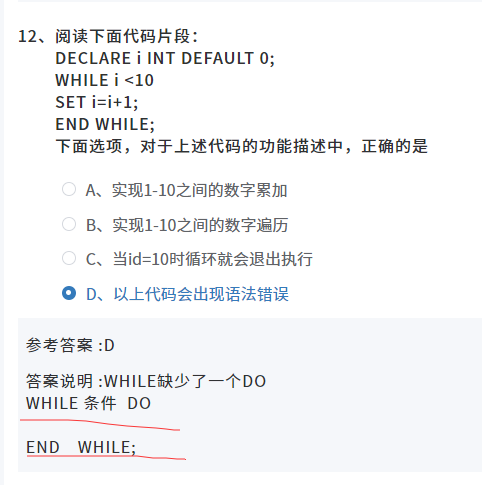 12、阅读下面代码片段：
DECLARE i INT DEFAULT 0;
WHILE i <10
SET i=i+1;
END WHILE;
下面选项，对于上述代码的功能描述中，正确的是
A、实现1-10之间的数字累加
B、实现1-10之间的数字遍历
C、当id=10时循环就会退出执行
D、以上代码会出现语法错误
参考答案 :D
答案说明 :WHILE缺少了一个DO
WHILE 条件 DO
END WHILE;